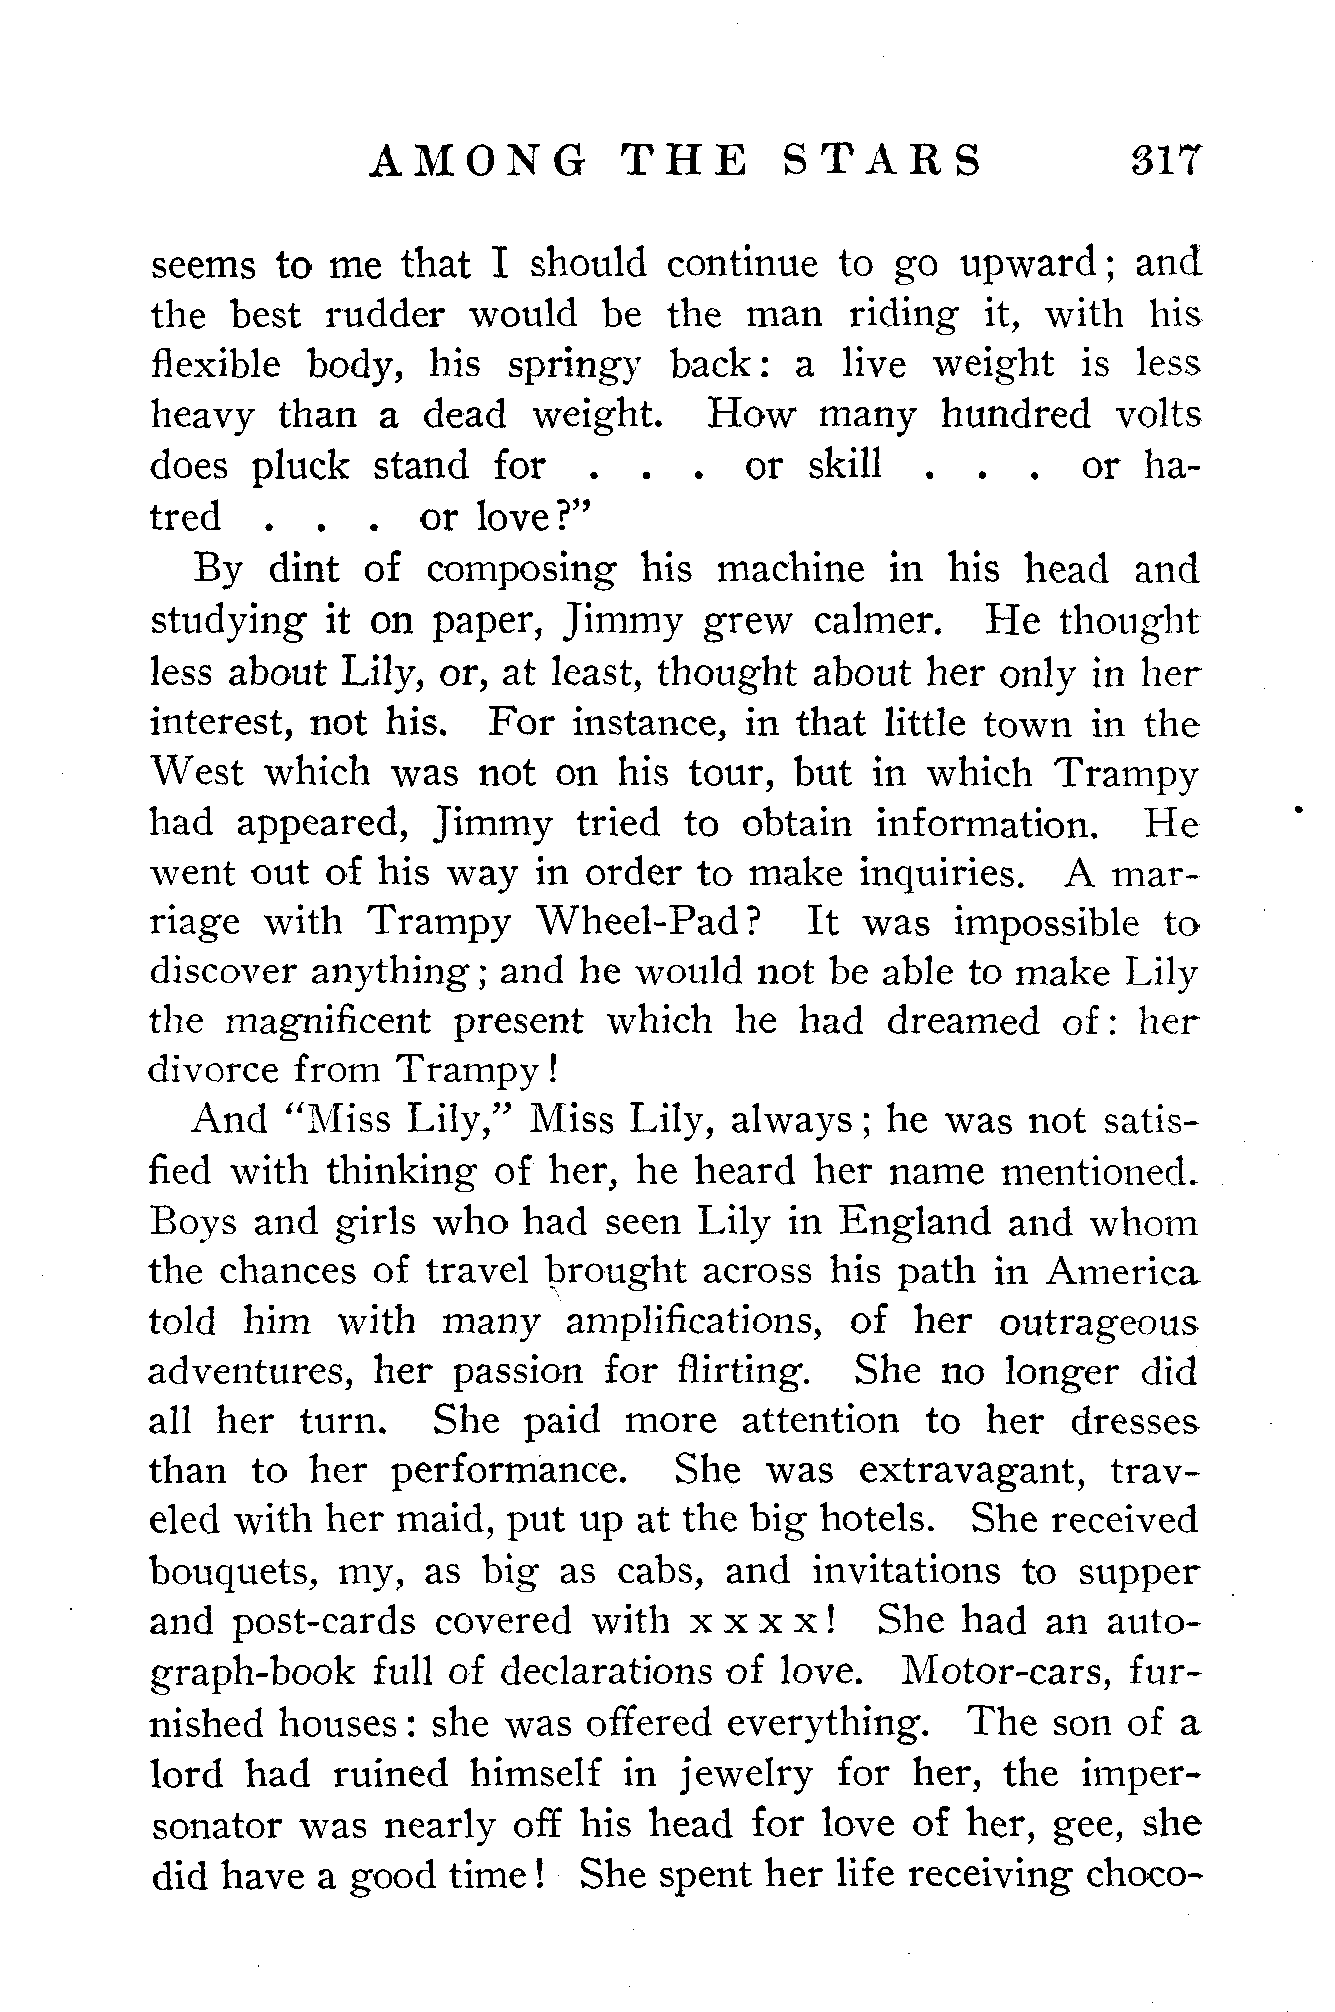 AMONG THE STARS 317
seems to me that I should continue to go upward; and
the best rudder would be the man riding it, with his
flexible body, his springy back: a live weight is less
heavy than a dead weight. How many hundred volts
does pluck stand for . . . or skill . . . or ha-
tred . . . or love?”
By dint of composing his machine in his head and
studying it on paper, Jimmy grew calmer. He thought
less about Lily, or, at least, thought about her only in her
interest, not his. For instance, in that little town in the
West which was not on his tour, but in which Trampy
had appeared, Jimmy tried to obtain information. He
went out of his way in order to make inquiries. A mar-
riage with Trampy Wheel-Pad? It was impossible to
discover anything; and he would not be able to make Lily
the magnificent present which he had dreamed of: her
divorce from Trampy!
And “Miss Lily,” Miss Lily, always; he was not satis-
fied with thinking of her, he heard her name mentioned.
Boys and girls who had seen Lily in England and whom
the chances of travel brought across his path in America
told him with many amplifications, of her outrageous
adventures, her passion for flirting. She no longer did
all her turn. She paid more attention to her dresses
than to her performance. She was extravagant, trav-
eled with her maid, put up at the big hotels. She received
bouquets, my, as big as cabs, and invitations to supper
and post-cards covered with x x x x! She had an auto-
graph-book full of declarations of love. Motor-cars, fur-
nished houses: she was offered everything. The son of a
lord had ruined himself in jewelry for her, the imper-
sonator was nearly off his head for love of her, gee, she
did have a good time! She spent her life receiving choco-